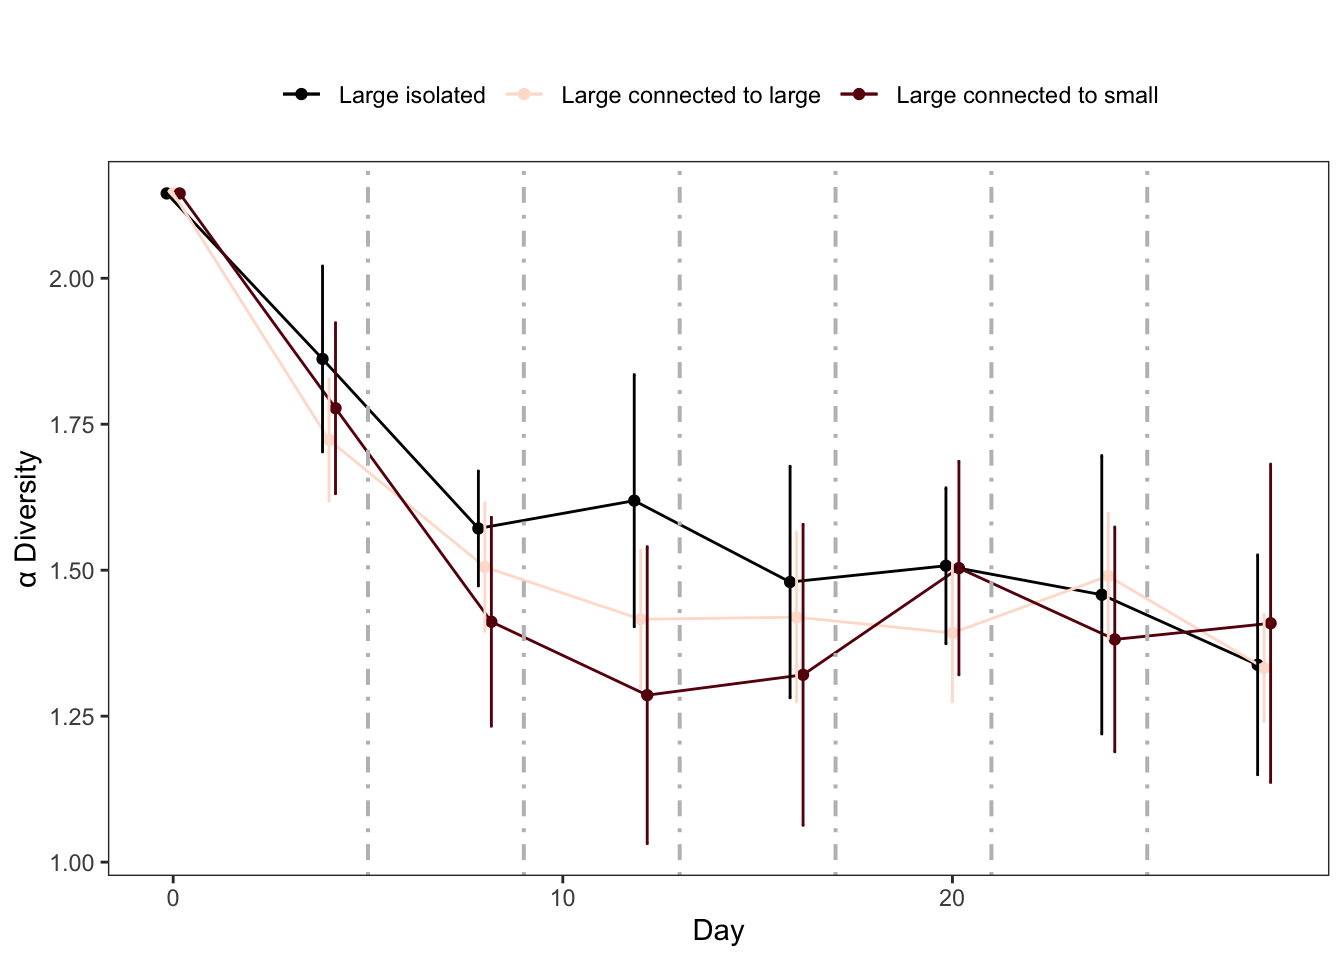 Large isolated Large connected to large Large connected to small
α Diversity
2.00
1.75
1.50
1.25
1.00
0 10 20
Day